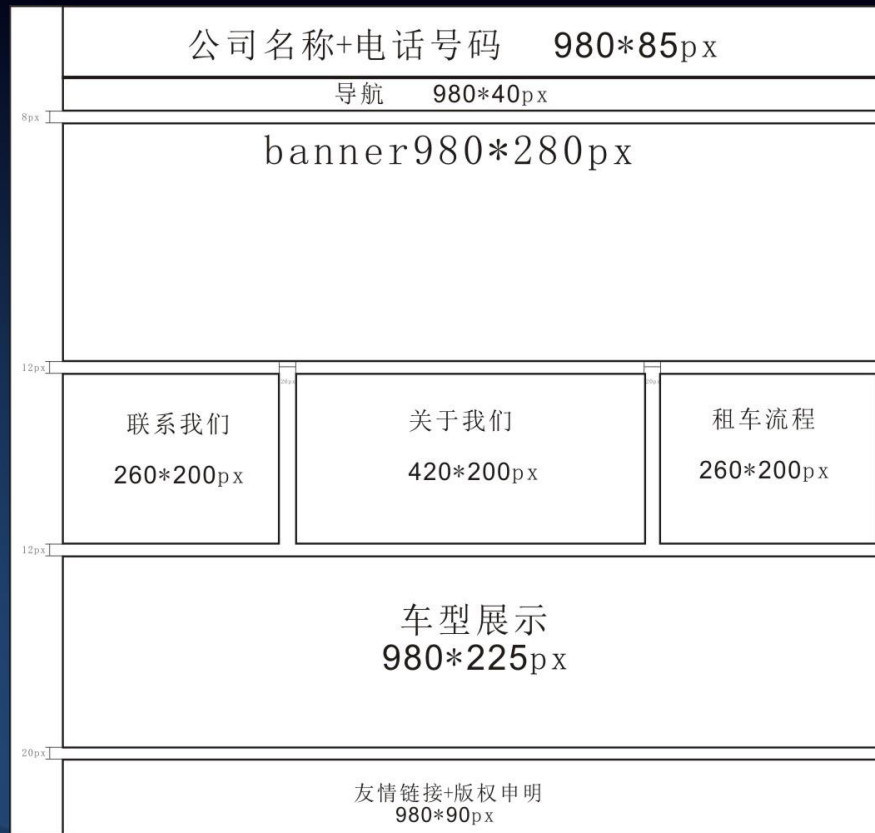 公司名称+电话号码 980*85px
导航 980*40px
8px
banner980*280px
12px
20px 20px
联系我们 关于我们 租车流程
260*200px 420*200px 260*200px
12px
车型展示
980*225px
20px
友情链接+版权申明
980*90px